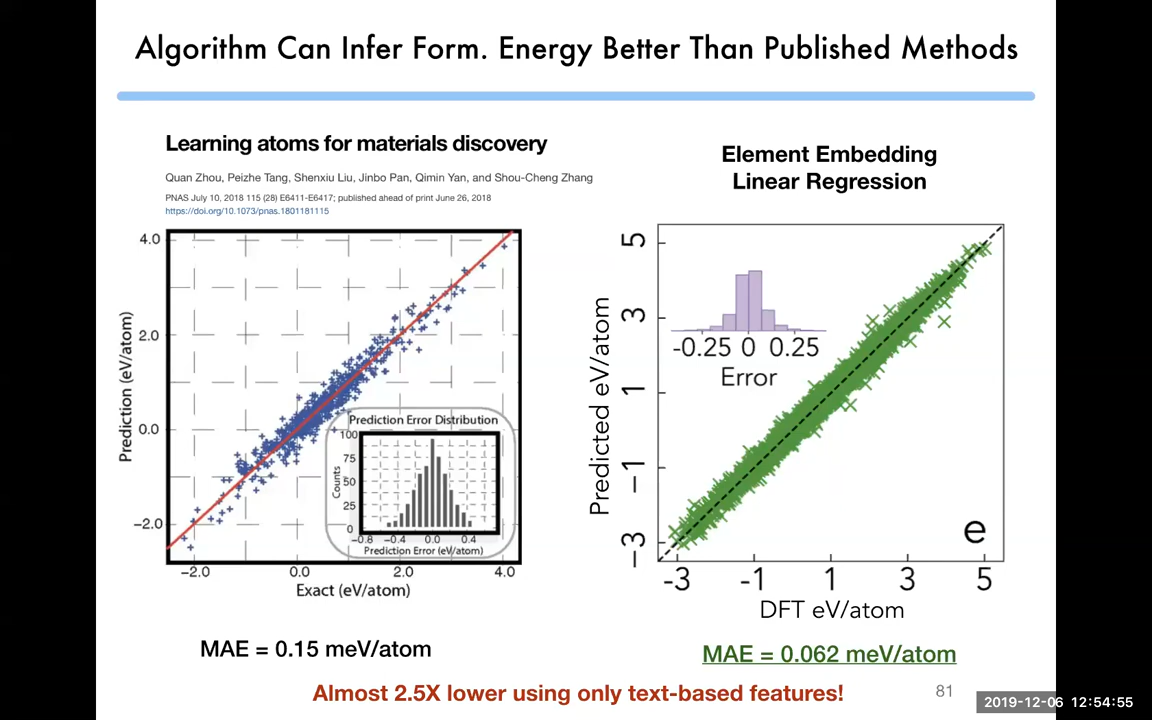 Algorithm Can Infer Form. Energy Better Than Published Methods
Learning atoms for materials discovery
Quan Zhou, Peizhe Tang, Shenxiu Liu, Jinbo Pan, Qimin Yan, and Shou-Cheng Zhang
PNAS July 10, 2018 115 (28) E6411-E6417; published ahead of print June 26, 2018
https://doi.org/10.1073/pnas.1801181115
4.0
2.0
0.0
−2.0
Prediction (eV/atom)
Prediction Error Distribution
100
75
50
25
0
Counts
−0.8 −0.4 0.0 0.4
Prediction Error (eV/atom)
−2.0 0.0 2.0 4.0
Exact (eV/atom)
MAE = 0.15 meV/atom
Element Embedding
Linear Regression
5
3
1
-1
-3
Predicted eV/atom
-0.25 0 0.25
Error
e
-3 -1 1 3 5
DFT eV/atom
MAE = 0.062 meV/atom
Almost 2.5X lower using only text-based features!
81
2019-12-06 12:54:55